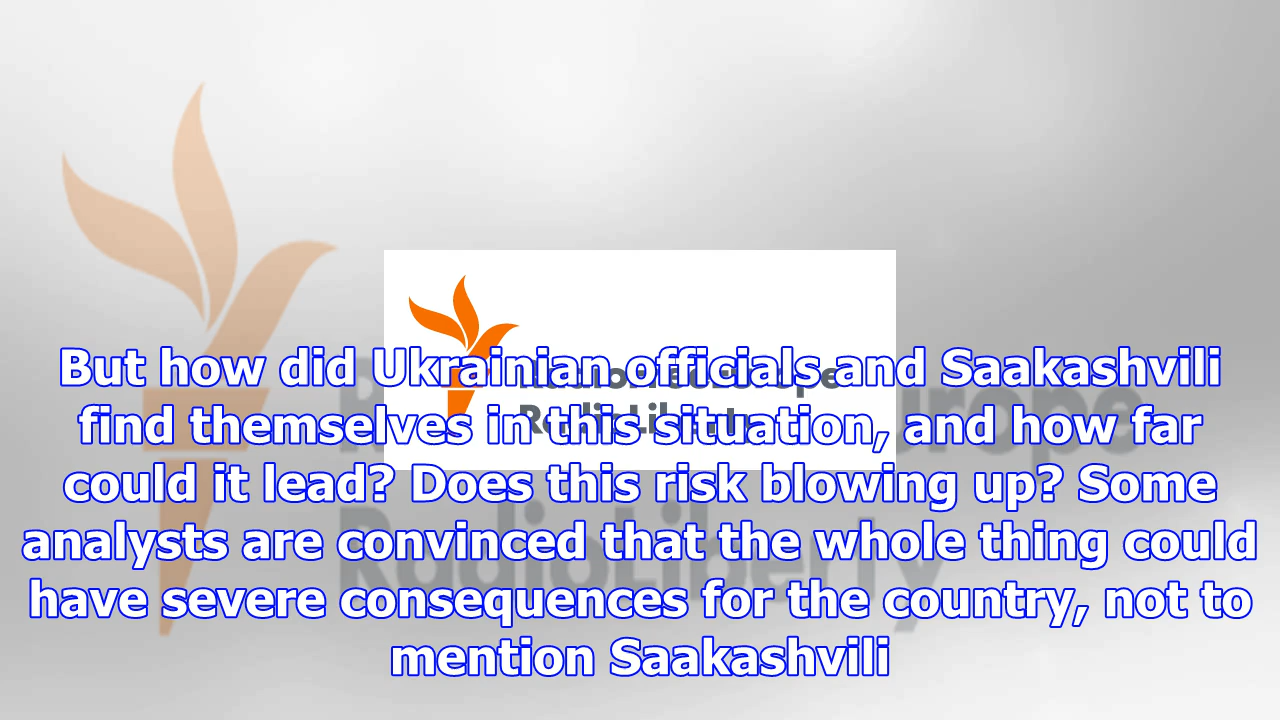 But how did Ukrainian officials and Saakashvili
find themselves in this situation, and how far
could it lead? Does this risk blowing up? Some
analysts are convinced that the whole thing could
have severe consequences for the country, not to
mention Saakashvili
RadioLiberty